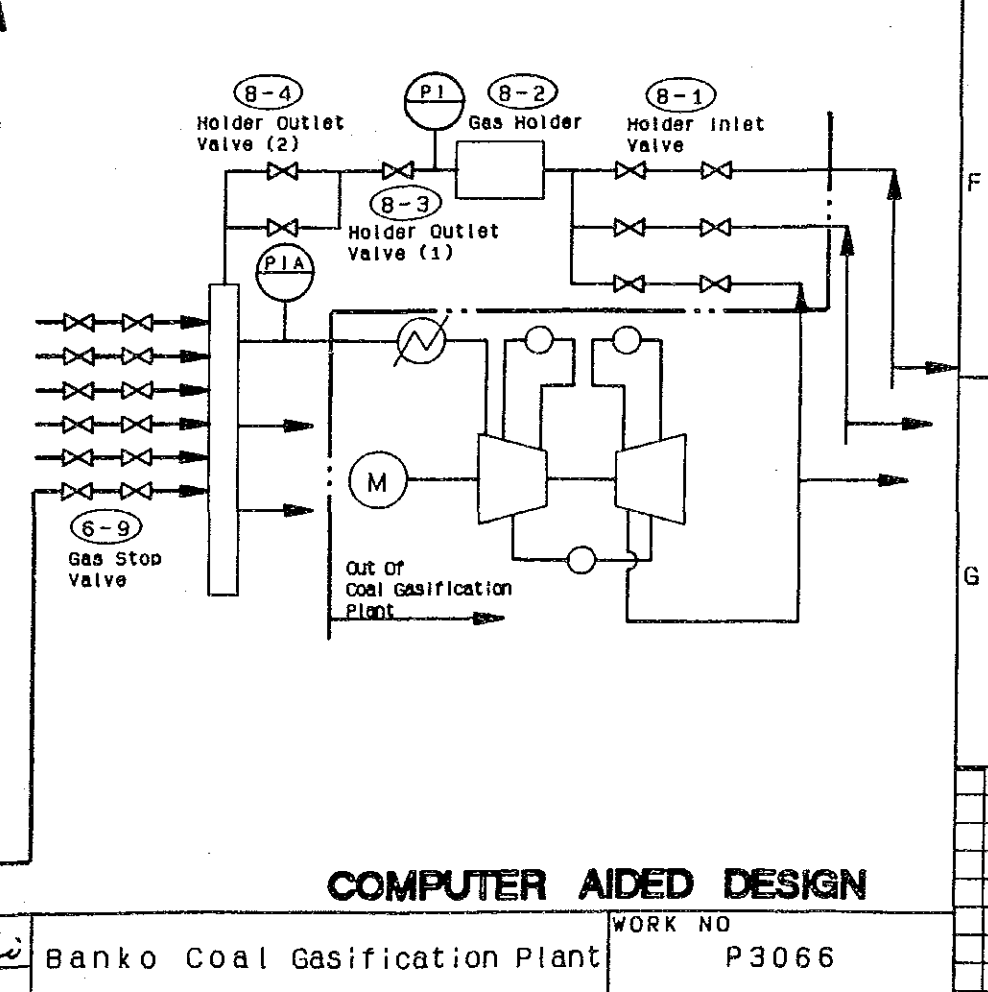 8-4
PI
8-2
8-1
Holder Outlet
Valve (2)
Gas Holder
Holder Inlet
Valve
F
8-3
Holder Outlet
Valve (1)
PIA
M
6-9
Gas Stop
Valve
Out Of
Coal Gasification
Plant
G
COMPUTER AIDED DESIGN
WORK NO
Banko Coal Gasification Plant
P3066